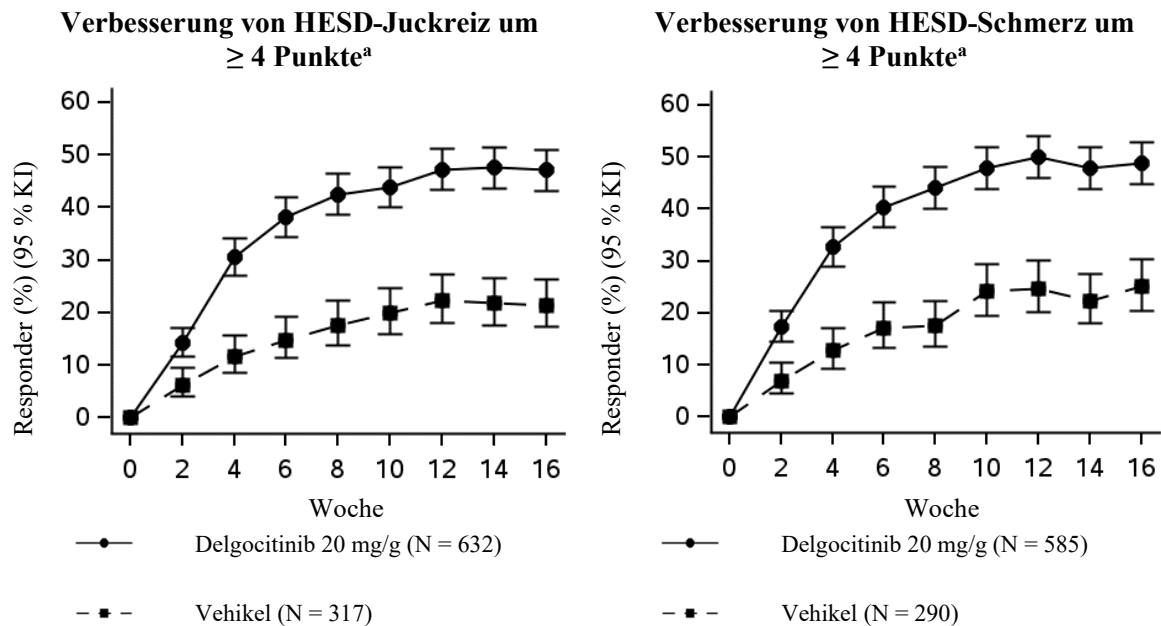 Verbesserung von HESD-Juckreiz um
≥ 4 Punkteᵃ
Responder (%) (95 % KI)
60
50
40
30
20
10
0
0 2 4 6 8 10 12 14 16
Woche
Delgocitinib 20 mg/g (N = 632)
Vehikel (N = 317)
Verbesserung von HESD-Schmerz um
≥ 4 Punkteᵃ
Responder (%) (95 % KI)
60
50
40
30
20
10
0
0 2 4 6 8 10 12 14 16
Woche
Delgocitinib 20 mg/g (N = 585)
Vehikel (N = 290)